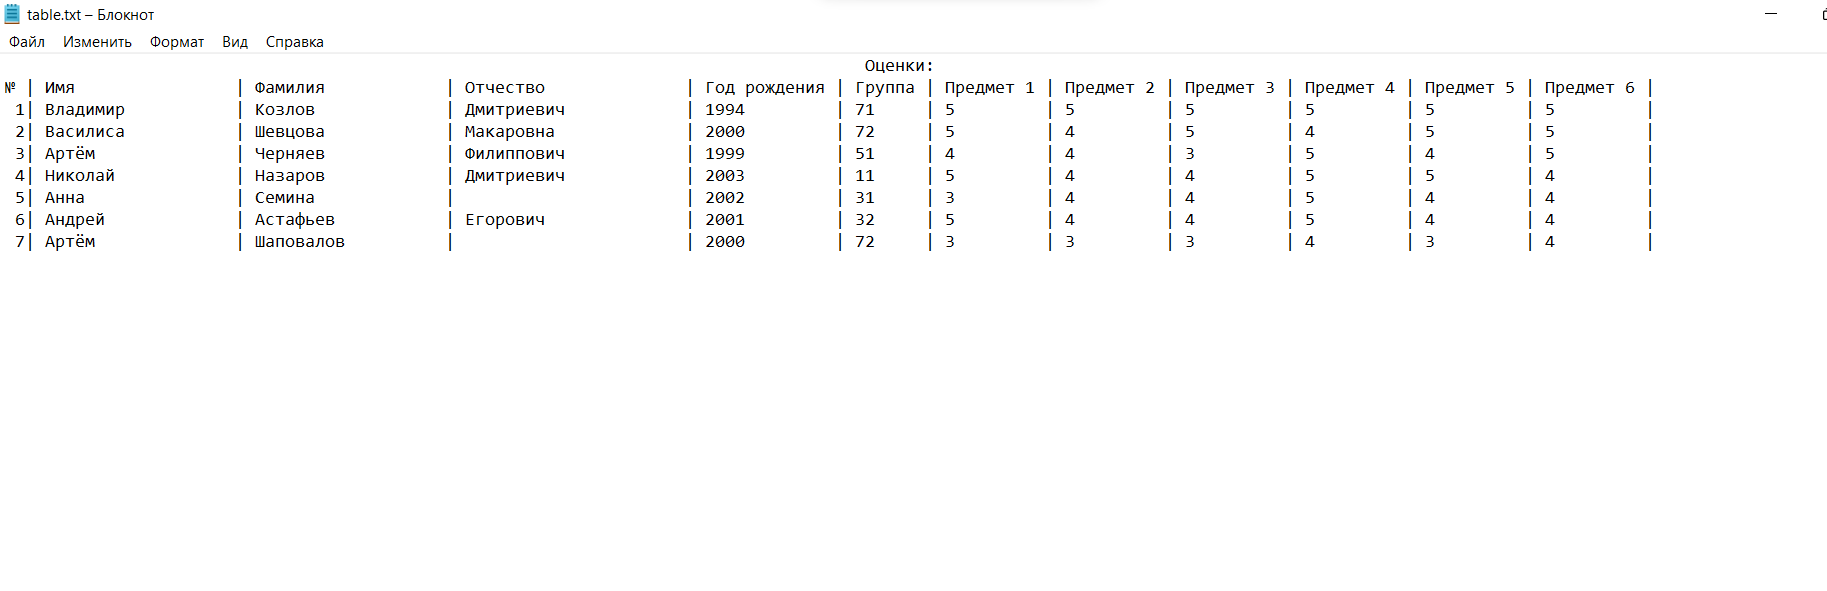 table.txt – Блокнот
Файл Изменить Формат Вид Справка
Оценки:
№ | Имя | Фамилия | Отчество | Год рождения | Группа | Предмет 1 | Предмет 2 | Предмет 3 | Предмет 4 | Предмет 5 | Предмет 6 |
1| Владимир | Козлов | Дмитриевич | 1994 | 71 | 5 | 5 | 5 | 5 | 5 | 5 |
2| Василиса | Шевцова | Макаровна | 2000 | 72 | 5 | 4 | 5 | 4 | 5 | 5 |
3| Артём | Черняев | Филиппович | 1999 | 51 | 4 | 4 | 3 | 5 | 4 | 5 |
4| Николай | Назаров | Дмитриевич | 2003 | 11 | 5 | 4 | 4 | 5 | 5 | 4 |
5| Анна | Семина | | 2002 | 31 | 3 | 4 | 4 | 5 | 4 | 4 |
6| Андрей | Астафьев | Егорович | 2001 | 32 | 5 | 4 | 4 | 5 | 4 | 4 |
7| Артём | Шаповалов | | 2000 | 72 | 3 | 3 | 3 | 4 | 3 | 4 |